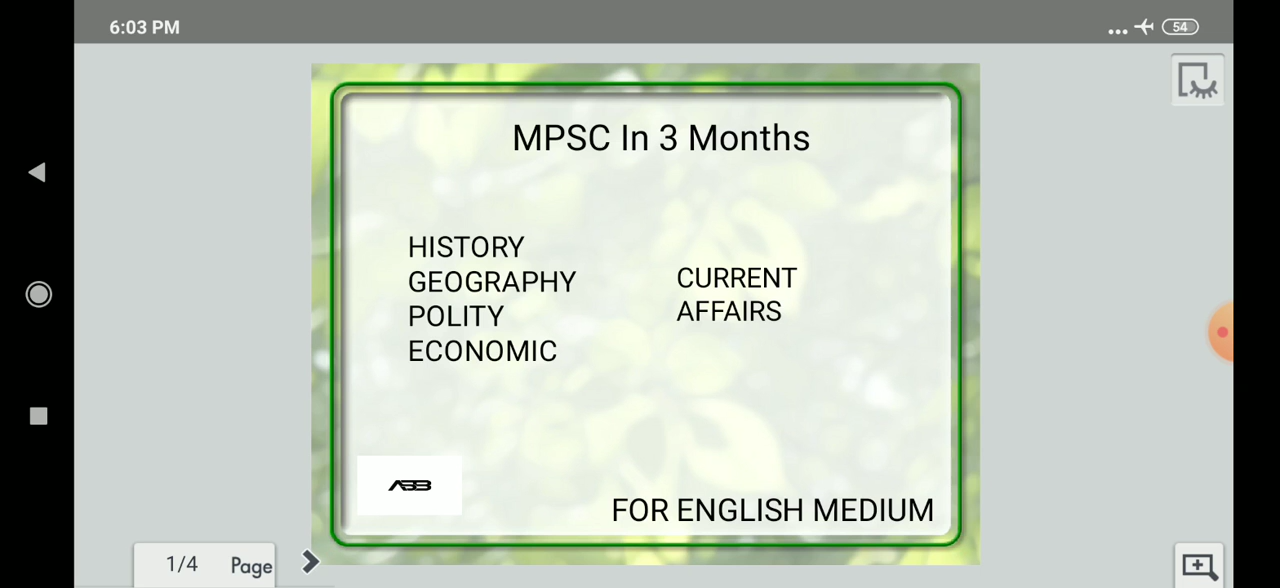 6:03 PM
54
MPSC In 3 Months
HISTORY
GEOGRAPHY
POLITY
ECONOMIC
CURRENT
AFFAIRS
ABB
FOR ENGLISH MEDIUM
1/4 Page